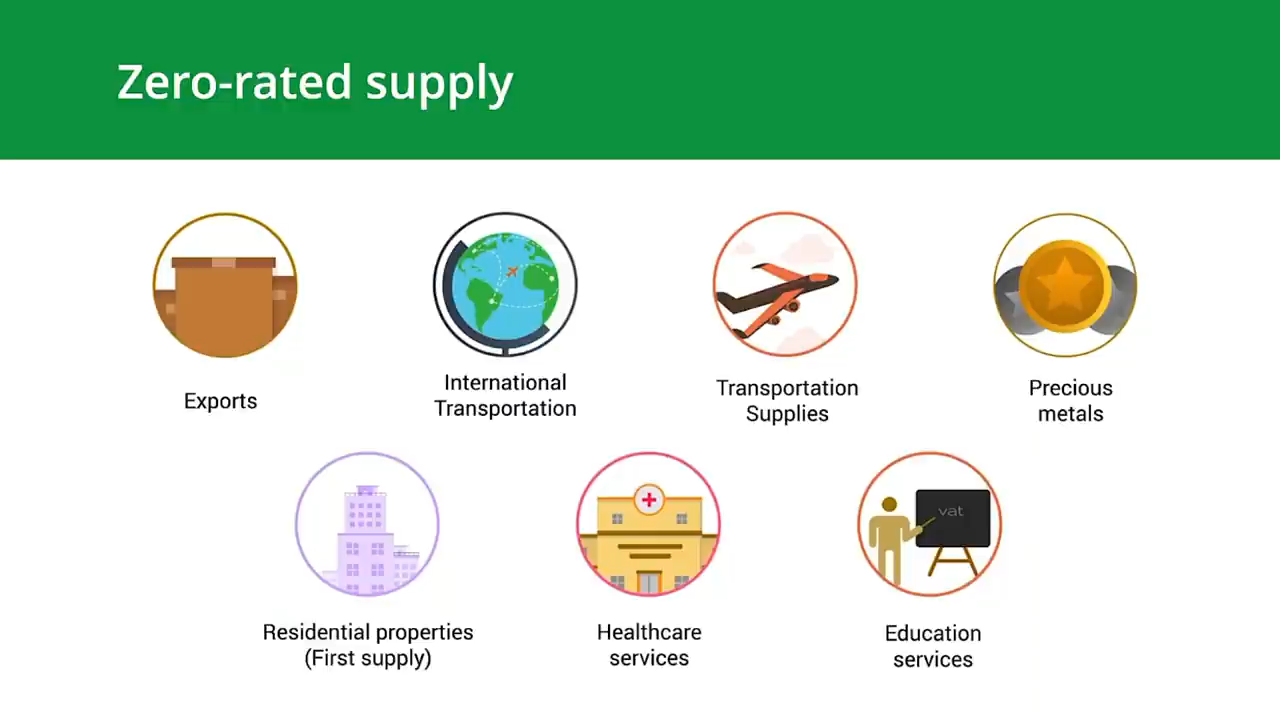 Zero-rated supply
Exports
International
Transportation
Transportation
Supplies
Precious
metals
Residential properties
(First supply)
Healthcare
services
vat
Education
services